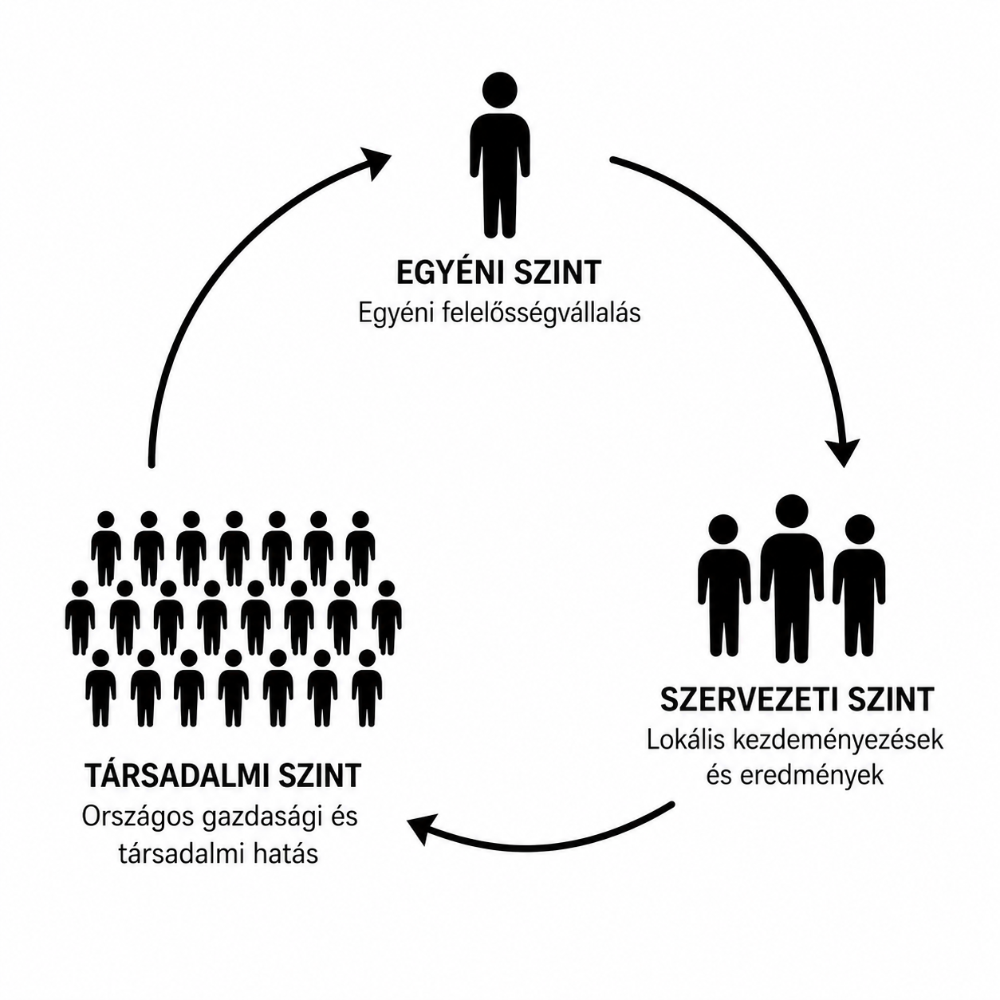 EGYÉNI SZINT
Egyéni felelősségvállalás
SZERVEZETI SZINT
Lokális kezdeményezések
és eredmények
TÁRSADALMI SZINT
Országos gazdasági és
társadalmi hatás